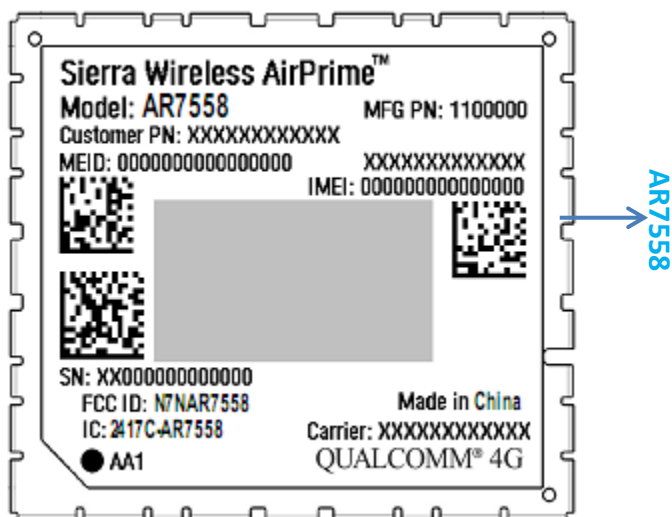 Sierra Wireless AirPrime™
Model: AR7558 MFG PN: 1100000
Customer PN: XXXXXXXXXXXX
MEID: 0000000000000000 XXXXXXXXXXXXX
IMEI: 000000000000000
AR7558
SN: XX000000000000
FCC ID: N7NAR7558 Made in China
IC: 2417C-AR7558 Carrier: XXXXXXXXXXXX
AA1 QUALCOMM® 4G